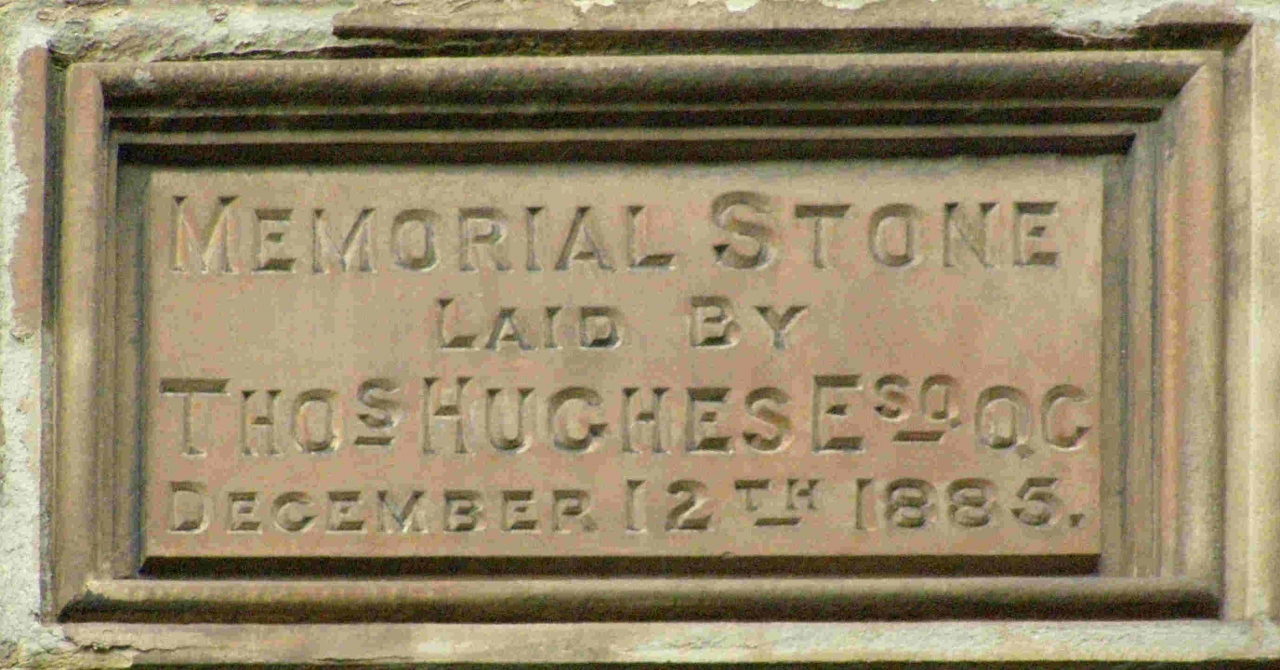 MEMORIAL STONE
LAID BY
THOS HUGHES ESQ QC
DECEMBER 12TH 1885.